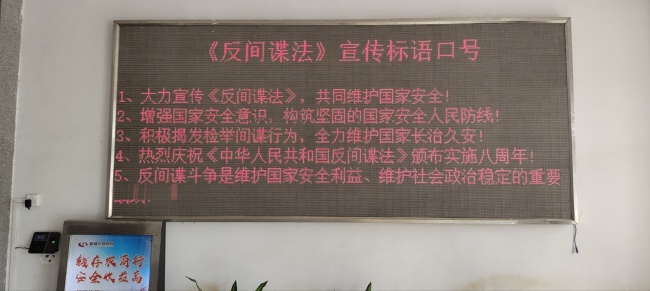 《反间谍法》宣传标语口号
1、大力宣传《反间谍法》，共同维护国家安全！
2、增强国家安全意识，构筑坚固的国家安全人民防线！
3、积极揭发检举间谍行为，全力维护国家长治久安！
4、热烈庆祝《中华人民共和国反间谍法》颁布实施八周年！
5、反间谍斗争是维护国家安全利益、维护社会政治稳定的重要
钱存农商行
安全收益高